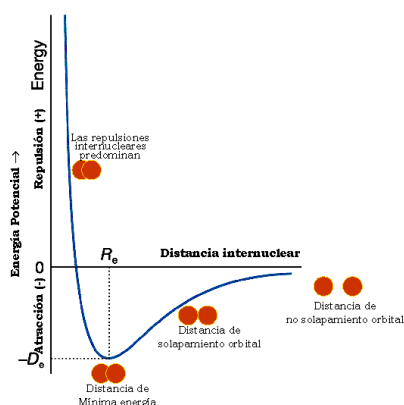 Energy
Energía Potencial →
Repulsión (+)
Atracción (-)
Las repulsiones
internucleares
predominan
Re
Distancia internuclear
0
Distancia de
no solapamiento orbital
Distancia de
solapamiento orbital
–De
Distancia de
Mínima energía